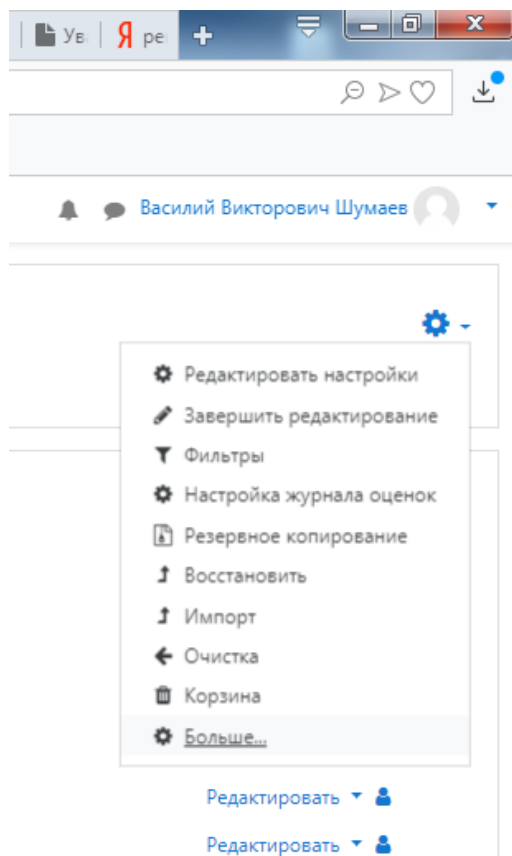 Ув
Я ре
Василий Викторович Шумаев
Редактировать настройки
Завершить редактирование
Фильтры
Настройка журнала оценок
Резервное копирование
Восстановить
Импорт
Очистка
Корзина
Больше...
Редактировать
Редактировать